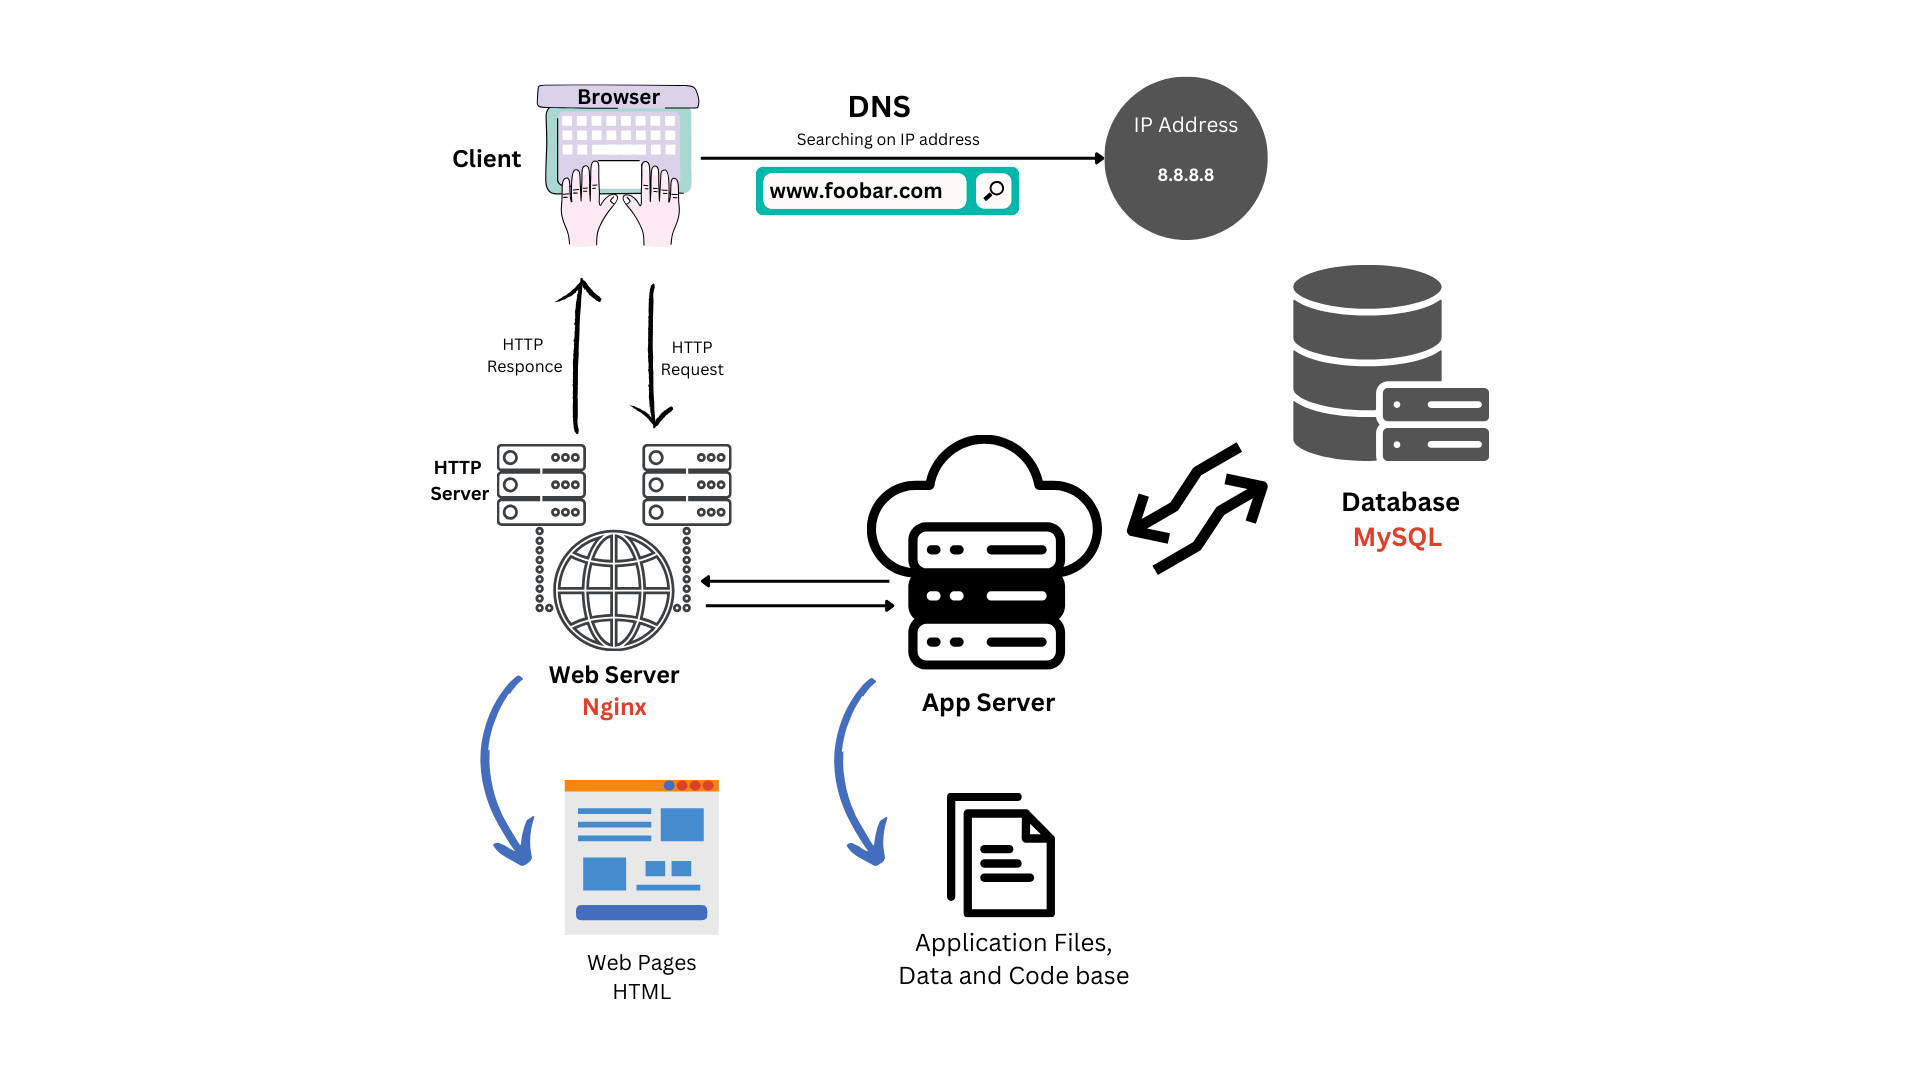 Browser
Client
DNS
Searching on IP address
www.foobar.com
IP Address
8.8.8.8
HTTP
Responce
HTTP
Request
HTTP
Server
Database
MySQL
Web Server
Nginx
App Server
Web Pages
HTML
Application Files,
Data and Code base